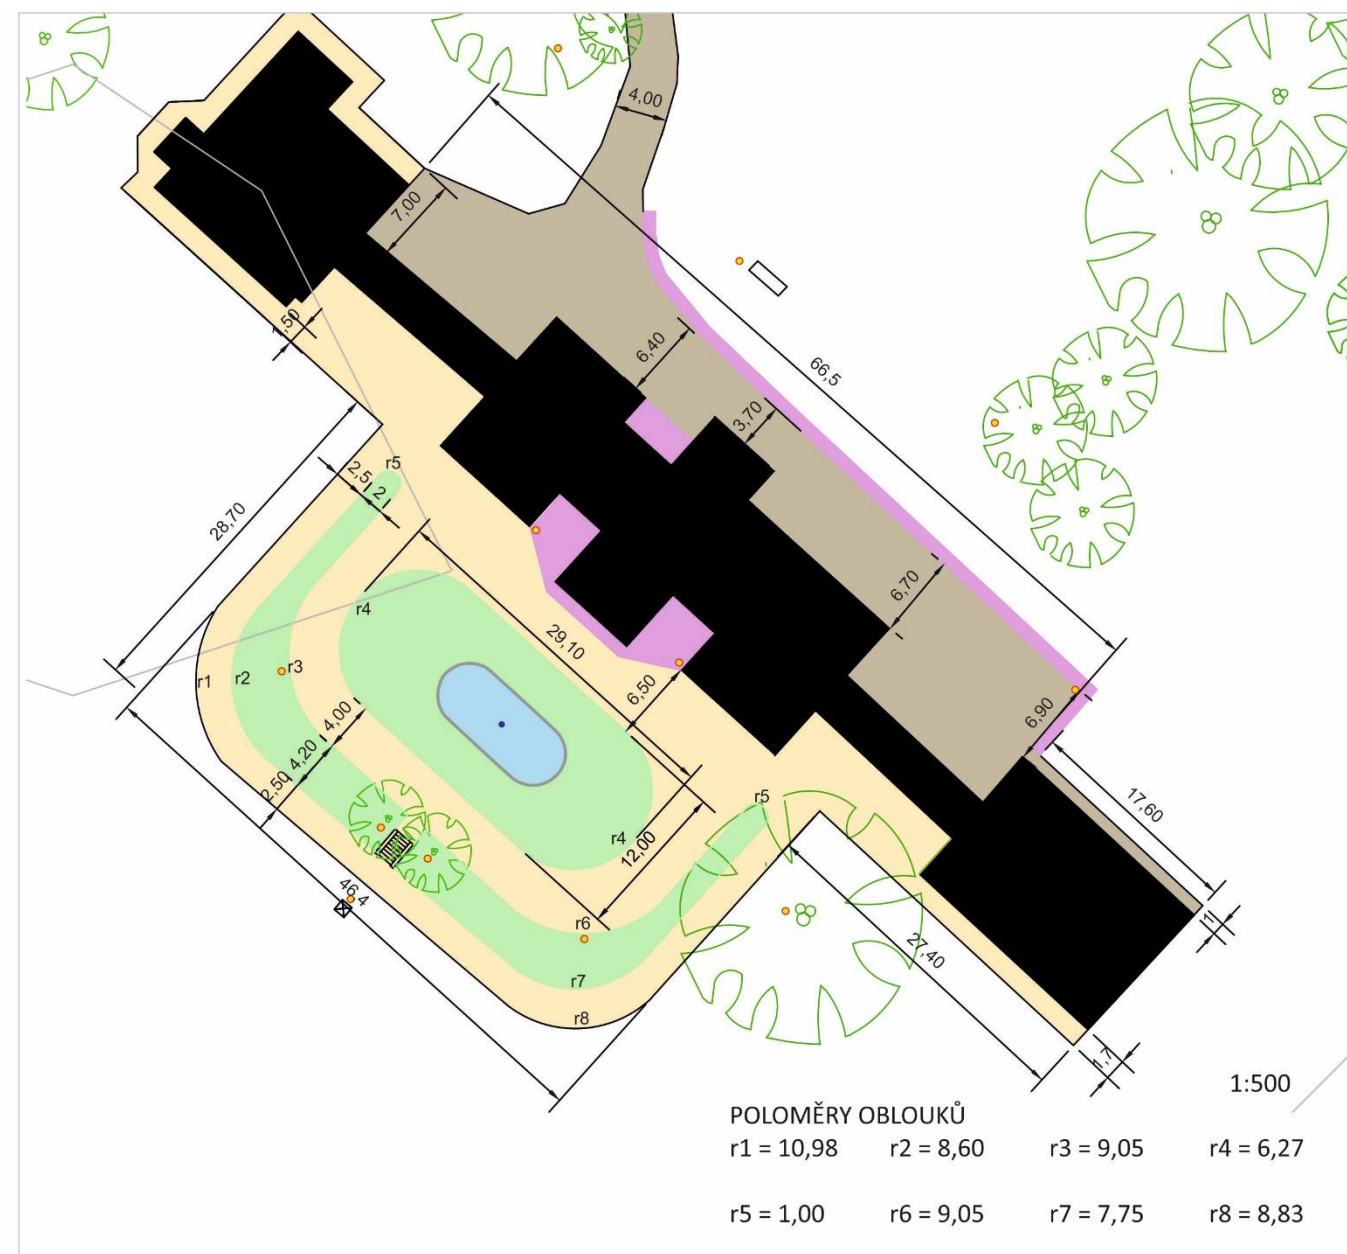 4,00
7,00
6,40
66,5
3,70
r5
2,5
2
28,70
r4
6,70
29,10
r1
r2
r3
6,50
4,00
6,90
4,20
2,50
17,60
r5
r4
12,00
46,4
r6
1
27,40
r7
r8
1,7
1:500
POLOMĚRY OBLOUKŮ
r1 = 10,98 r2 = 8,60 r3 = 9,05 r4 = 6,27
r5 = 1,00 r6 = 9,05 r7 = 7,75 r8 = 8,83